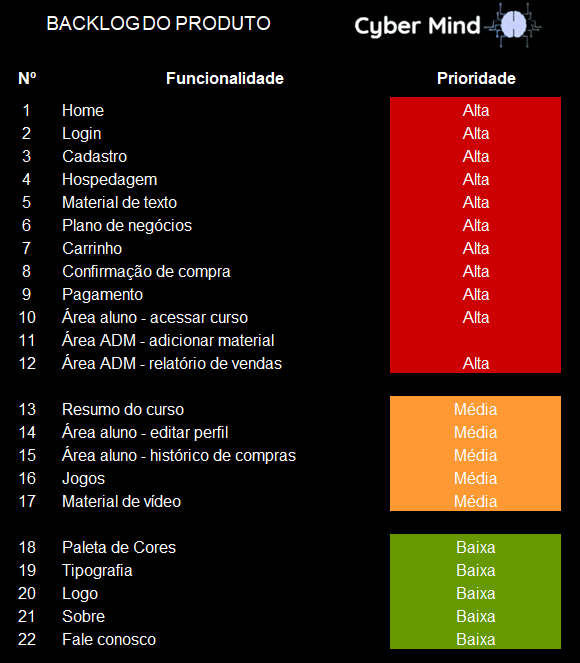 BACKLOG DO PRODUTO
Cyber Mind
Nº Funcionalidade Prioridade
1 Home Alta
2 Login Alta
3 Cadastro Alta
4 Hospedagem Alta
5 Material de texto Alta
6 Plano de negócios Alta
7 Carrinho Alta
8 Confirmação de compra Alta
9 Pagamento Alta
10 Área aluno - acessar curso Alta
11 Área ADM - adicionar material
12 Área ADM - relatório de vendas Alta
13 Resumo do curso Média
14 Área aluno - editar perfil Média
15 Área aluno - histórico de compras Média
16 Jogos Média
17 Material de vídeo Média
18 Paleta de Cores Baixa
19 Tipografia Baixa
20 Logo Baixa
21 Sobre Baixa
22 Fale conosco Baixa